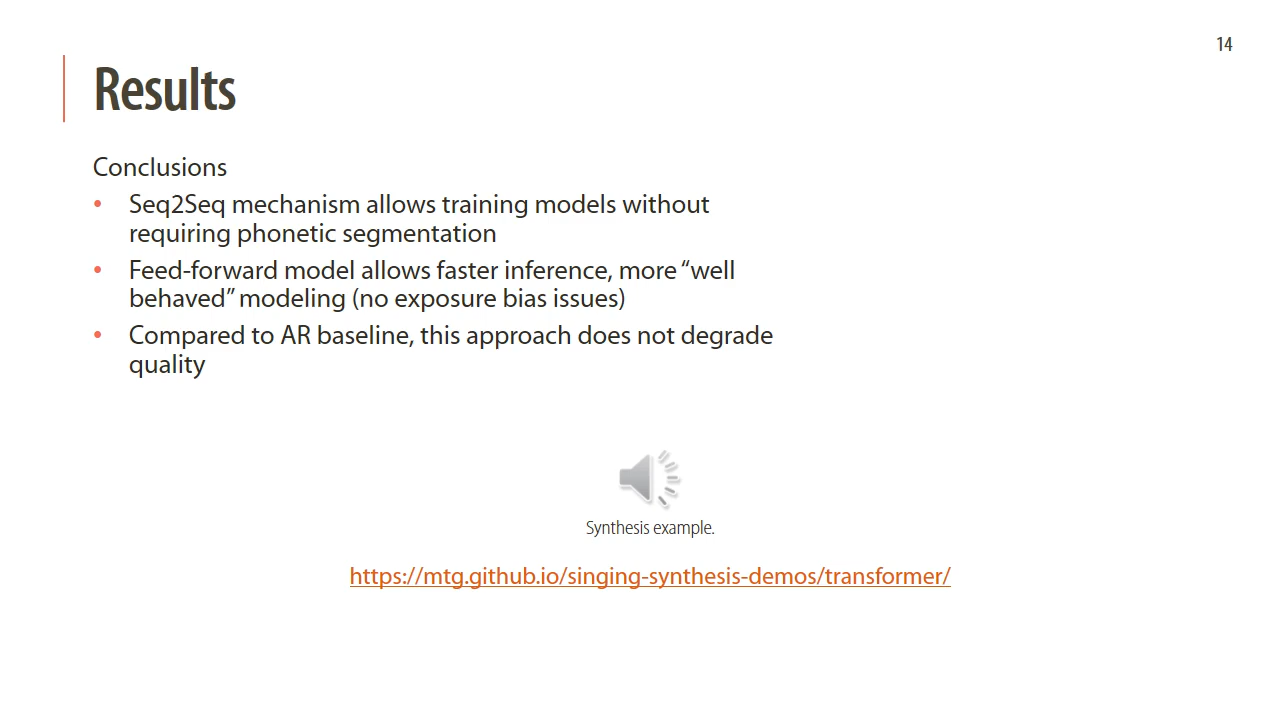 14
Results
Conclusions
• Seq2Seq mechanism allows training models without
requiring phonetic segmentation
• Feed-forward model allows faster inference, more “well
behaved” modeling (no exposure bias issues)
• Compared to AR baseline, this approach does not degrade
quality
Synthesis example.
https://mtg.github.io/singing-synthesis-demos/transformer/